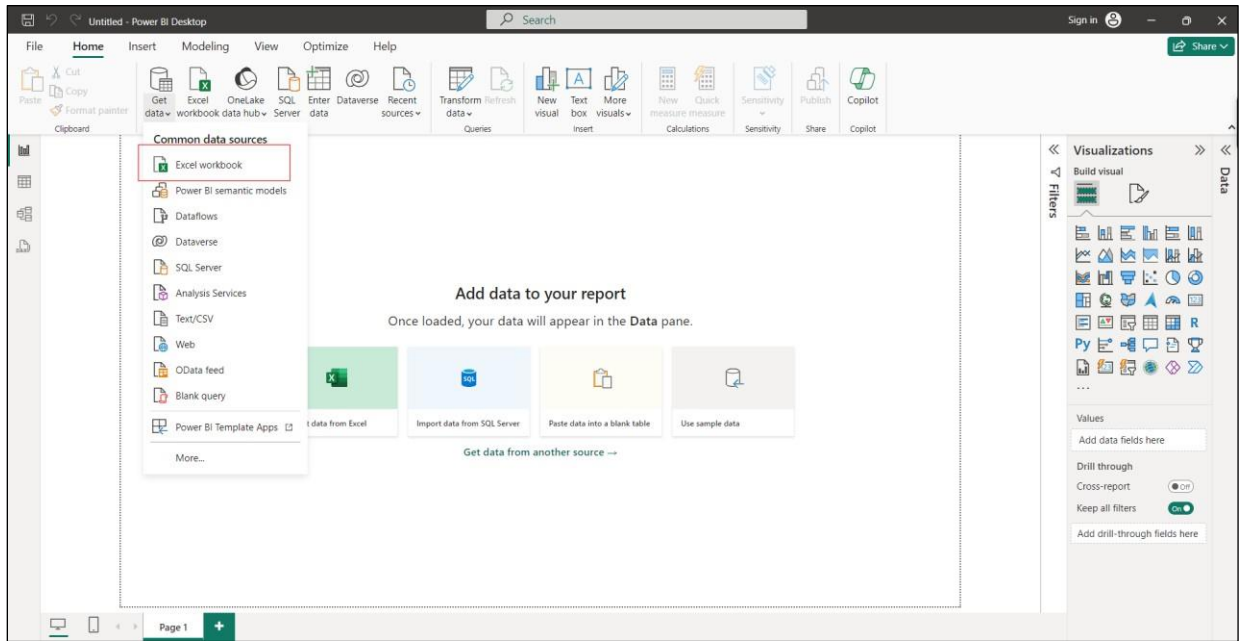 Untitled - Power BI Desktop
Search
Sign in
File Home Insert Modeling View Optimize Help
Share
Paste
Cut
Copy
Format painter
Clipboard
Get data
Excel workbook
OneLake data hub
SQL Server
Enter data
Dataverse
Recent sources
Transform data
Refresh
Queries
New visual
Text box
More visuals
Insert
New measure
Quick measure
Calculations
Sensitivity
Sensitivity
Publish
Share
Copilot
Copilot
Common data sources
Excel workbook
Power BI semantic models
Dataflows
Dataverse
SQL Server
Analysis Services
Text/CSV
Web
OData feed
Blank query
Power BI Template Apps
More...
Add data to your report
Once loaded, your data will appear in the Data pane.
SQL
t data from Excel
Import data from SQL Server
Paste data into a blank table
Use sample data
Get data from another source →
Filters
Visualizations
Build visual
123
R
Py
...
Values
Add data fields here
Drill through
Cross-report
Off
Keep all filters
On
Add drill-through fields here
Data
Page 1